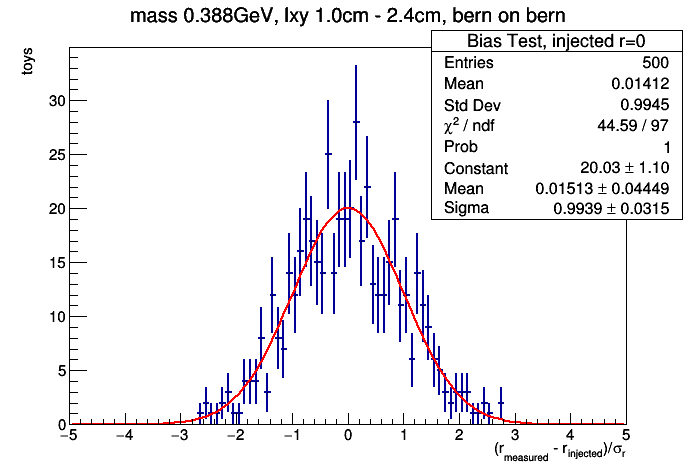 mass 0.388GeV, lxy 1.0cm - 2.4cm, bern on bern
toys
Bias Test, injected r=0
Entries 500
Mean 0.01412
Std Dev 0.9945
χ² / ndf 44.59 / 97
Prob 1
Constant 20.03 ± 1.10
Mean 0.01513 ± 0.04449
Sigma 0.9939 ± 0.0315
30
25
20
15
10
5
0
−5 −4 −3 −2 −1 0 1 2 3 4 5
(r_measured - r_injected)/σ_r